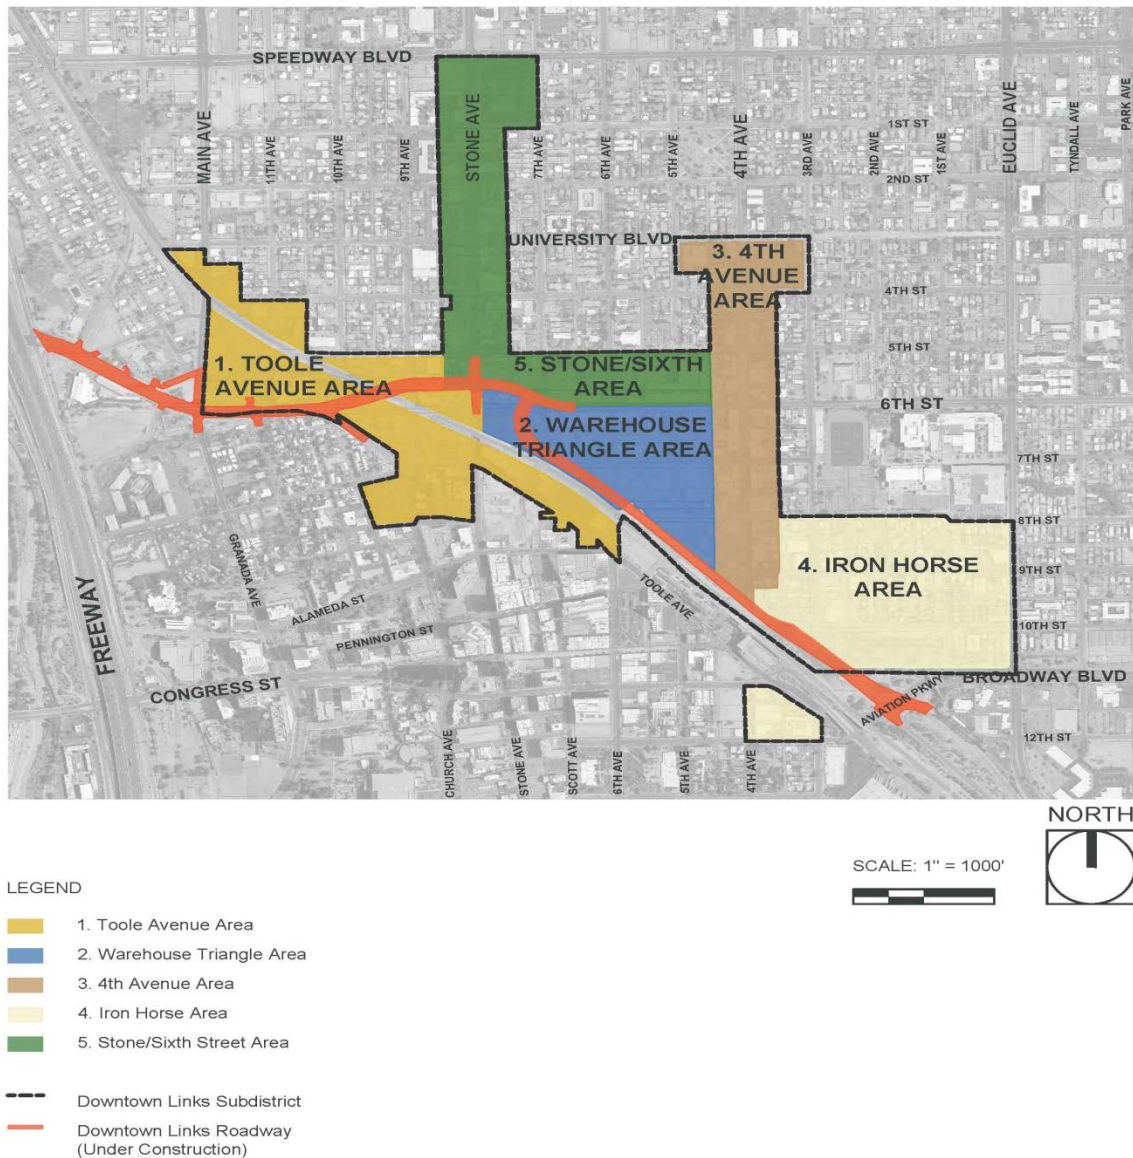 SPEEDWAY BLVD
MAIN AVE
11TH AVE
10TH AVE
9TH AVE
STONE AVE
7TH AVE
6TH AVE
5TH AVE
4TH AVE
3RD AVE
2ND AVE
1ST AVE
EUCLID AVE
TYNDALL AVE
PARK AVE
1ST ST
2ND ST
UNIVERSITY BLVD
3. 4TH
AVENUE
AREA
4TH ST
5TH ST
1. TOOLE
AVENUE AREA
5. STONE/SIXTH
AREA
6TH ST
2. WAREHOUSE
TRIANGLE AREA
7TH ST
8TH ST
4. IRON HORSE
AREA
9TH ST
10TH ST
GRANADA AVE
ALAMEDA ST
PENNINGTON ST
TOOLE AVE
FREEWAY
CONGRESS ST
BROADWAY BLVD
AVIATION PKWY
12TH ST
CHURCH AVE
STONE AVE
SCOTT AVE
6TH AVE
5TH AVE
4TH AVE
NORTH
SCALE: 1" = 1000'
LEGEND
1. Toole Avenue Area
2. Warehouse Triangle Area
3. 4th Avenue Area
4. Iron Horse Area
5. Stone/Sixth Street Area
Downtown Links Subdistrict
Downtown Links Roadway
(Under Construction)